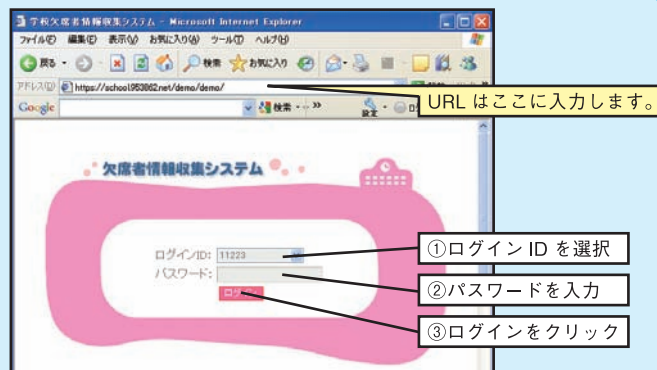 学校欠席者情報収集システム - Microsoft Internet Explorer
ファイル(F) 編集(E) 表示(V) お気に入り(A) ツール(T) ヘルプ(H)
戻る 検索 お気に入り
アドレス(D) https://school953862.net/demo/demo/
URL はここに入力します。
Google 検索 設定
欠席者情報収集システム
ログインID: 11223
①ログイン ID を選択
パスワード:
②パスワードを入力
ログイン
③ログインをクリック